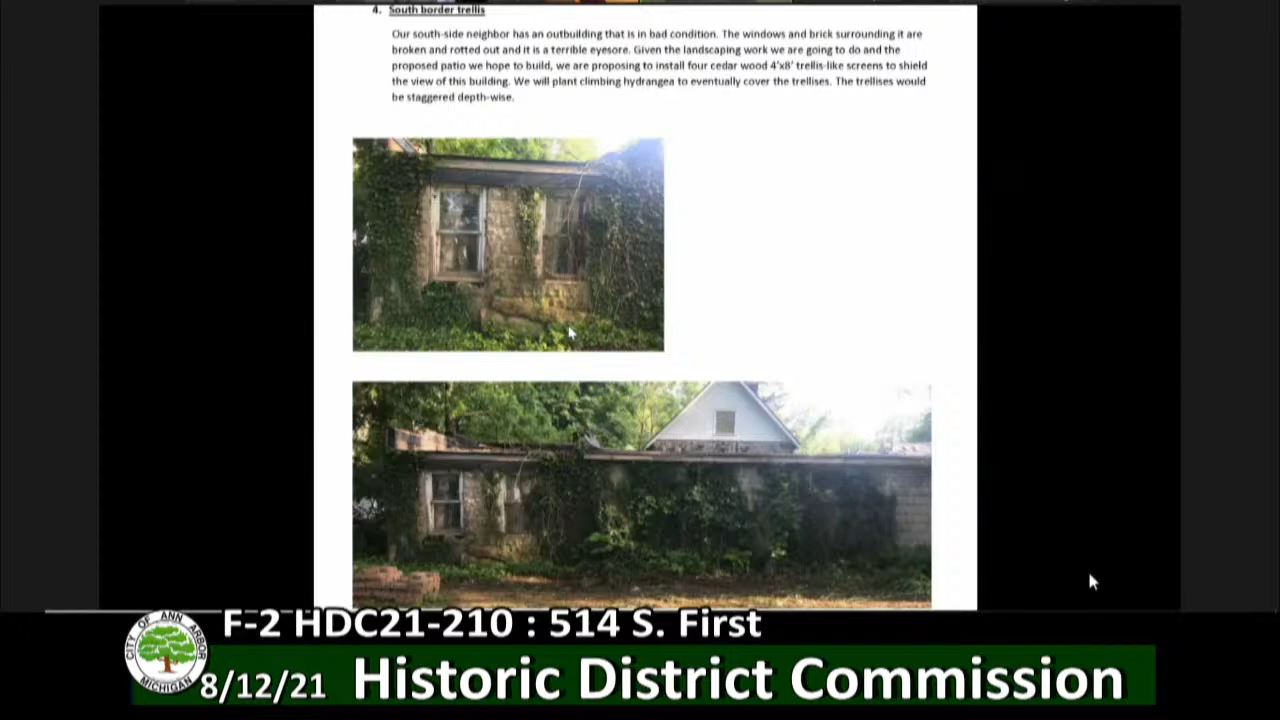 4. South border trellis
Our south-side neighbor has an outbuilding that is in bad condition. The windows and brick surrounding it are
broken and rotted out and it is a terrible eyesore. Given the landscaping work we are going to do and the
proposed patio we hope to build, we are proposing to install four cedar wood 4'x8' trellis-like screens to shield
the view of this building. We will plant climbing hydrangea to eventually cover the trellises. The trellises would
be staggered depth-wise.
F-2 HDC21-210 : 514 S. First
CITY OF ANN ARBOR
MICHIGAN
8/12/21 Historic District Commission